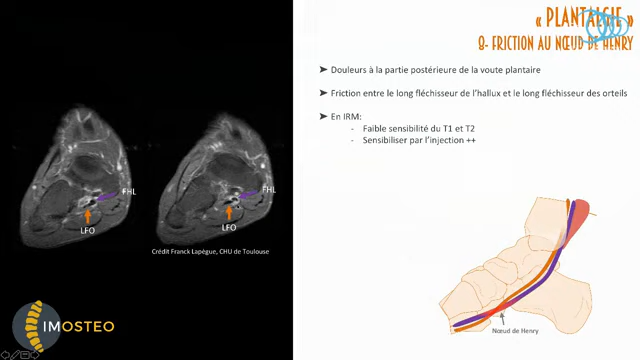 « PLANTALGIE »
8- FRICTION AU NŒUD DE HENRY
➤ Douleurs à la partie postérieure de la voute plantaire
➤ Friction entre le long fléchisseur de l'hallux et le long fléchisseur des orteils
➤ En IRM:
- Faible sensibilité du T1 et T2
- Sensibiliser par l'injection ++
FHL
LFO
FHL
LFO
Crédit Franck Lapègue, CHU de Toulouse
Nœud de Henry
IMOSTEO